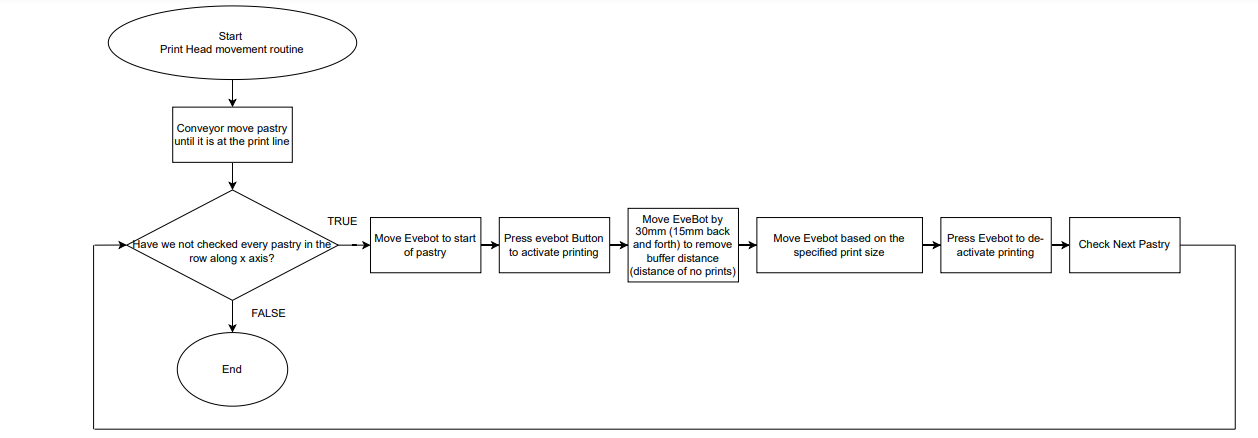 Start
Print Head movement routine
Conveyor move pastry
until it is at the print line
Have we not checked every pastry in the
row along x axis?
TRUE
Move Evebot to start
of pastry
Press evebot Button
to activate printing
Move EveBot by
30mm (15mm back
and forth) to remove
buffer distance
(distance of no prints)
Move Evebot based on the
specified print size
Press Evebot to de-
activate printing
Check Next Pastry
FALSE
End